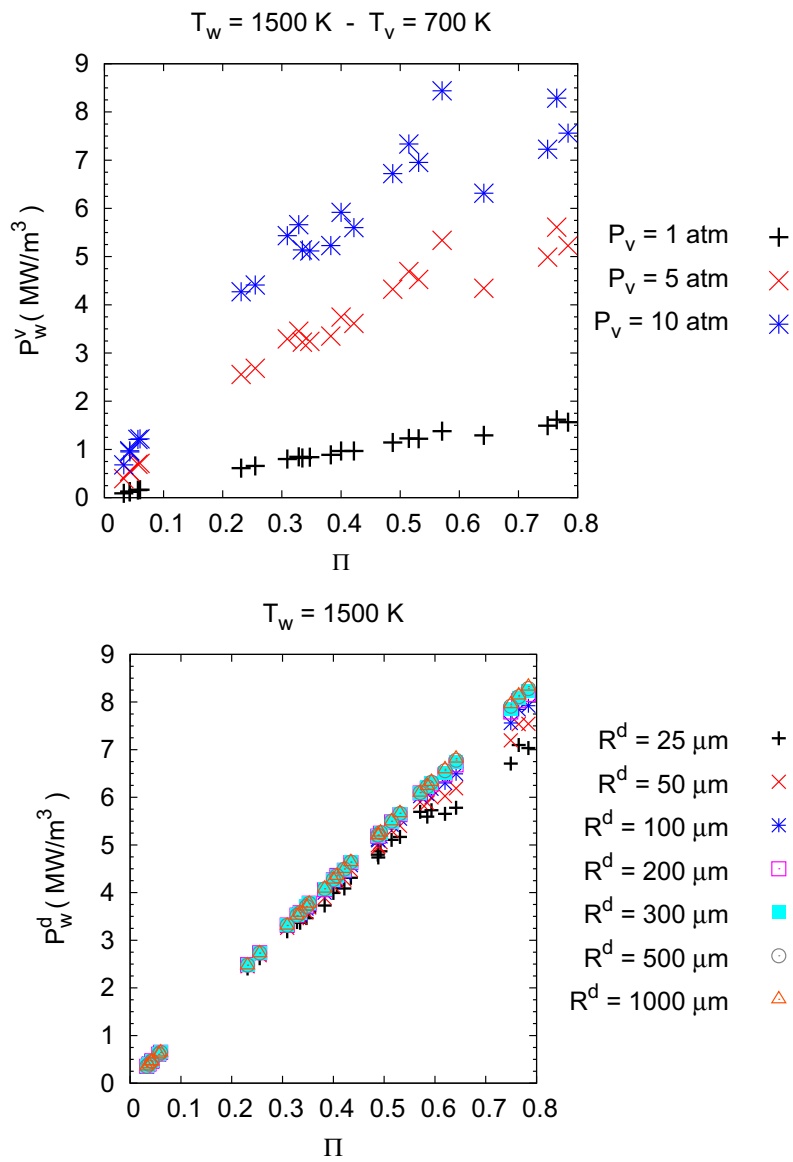 T_w = 1500 K - T_v = 700 K
9
8
7
6
5
4
3
2
1
0
P_w^v ( MW/m^3 )
0 0.1 0.2 0.3 0.4 0.5 0.6 0.7 0.8
Π
P_v = 1 atm
P_v = 5 atm
P_v = 10 atm
T_w = 1500 K
9
8
7
6
5
4
3
2
1
0
P_w^d ( MW/m^3 )
0 0.1 0.2 0.3 0.4 0.5 0.6 0.7 0.8
Π
R^d = 25 μm
R^d = 50 μm
R^d = 100 μm
R^d = 200 μm
R^d = 300 μm
R^d = 500 μm
R^d = 1000 μm